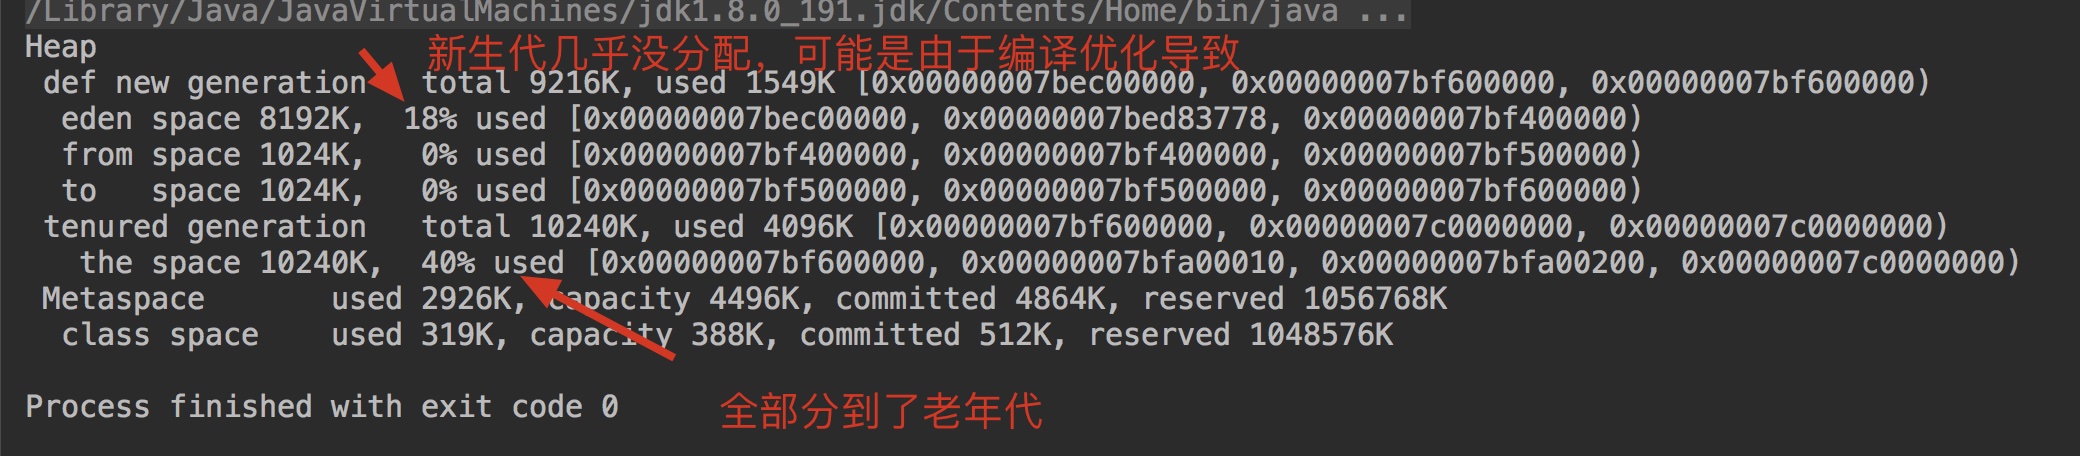 /Library/Java/JavaVirtualMachines/jdk1.8.0_191.jdk/Contents/Home/bin/java ...
Heap
新生代几乎没分配，可能是由于编译优化导致
def new generation   total 9216K, used 1549K [0x00000007bec00000, 0x00000007bf600000, 0x00000007bf600000)
eden space 8192K,  18% used [0x00000007bec00000, 0x00000007bed83778, 0x00000007bf400000)
from space 1024K,   0% used [0x00000007bf400000, 0x00000007bf400000, 0x00000007bf500000)
to   space 1024K,   0% used [0x00000007bf500000, 0x00000007bf500000, 0x00000007bf600000)
tenured generation   total 10240K, used 4096K [0x00000007bf600000, 0x00000007c0000000, 0x00000007c0000000)
the space 10240K,  40% used [0x00000007bf600000, 0x00000007bfa00010, 0x00000007bfa00200, 0x00000007c0000000)
Metaspace       used 2926K, capacity 4496K, committed 4864K, reserved 1056768K
class space    used 319K, capacity 388K, committed 512K, reserved 1048576K
Process finished with exit code 0
全部分到了老年代